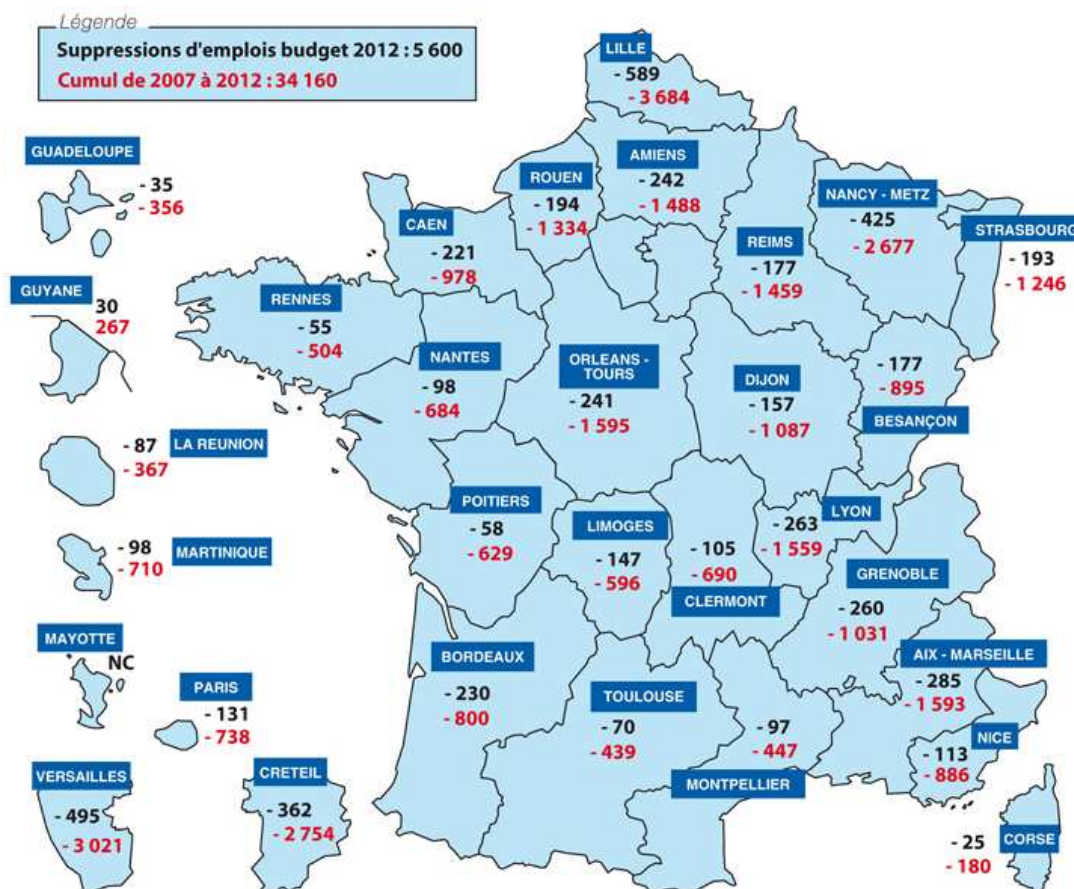 Légende
Suppressions d'emplois budget 2012 : 5 600
Cumul de 2007 à 2012 : 34 160
LILLE
- 589
- 3 684
GUADELOUPE
- 35
- 356
AMIENS
- 242
- 1 488
ROUEN
- 194
- 1 334
NANCY - METZ
- 425
- 2 677
STRASBOURG
- 193
- 1 246
CAEN
- 221
- 978
REIMS
- 177
- 1 459
GUYANE
30
267
RENNES
- 55
- 504
NANTES
- 98
- 684
ORLEANS -
TOURS
- 241
- 1 595
DIJON
- 157
- 1 087
- 177
- 895
BESANÇON
- 87
- 367
LA REUNION
POITIERS
- 58
- 629
LIMOGES
- 147
- 596
- 105
- 690
CLERMONT
LYON
- 263
- 1 559
- 98
- 710
MARTINIQUE
GRENOBLE
- 260
- 1 031
MAYOTTE
NC
PARIS
- 131
- 738
BORDEAUX
- 230
- 800
TOULOUSE
- 70
- 439
- 97
- 447
MONTPELLIER
AIX - MARSEILLE
- 285
- 1 593
NICE
- 113
- 886
VERSAILLES
- 495
- 3 021
CRETEIL
- 362
- 2 754
- 25
- 180
CORSE